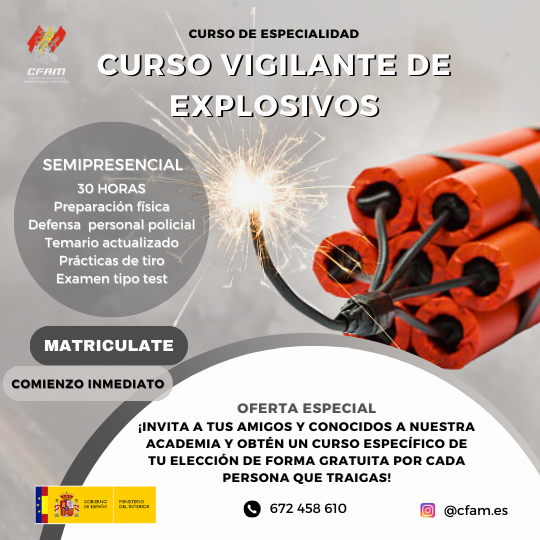 CURSO DE ESPECIALIDAD
CFAM
CURSO VIGILANTE DE
EXPLOSIVOS
SEMIPRESENCIAL
30 HORAS
Preparación física
Defensa personal policial
Temario actualizado
Prácticas de tiro
Examen tipo test
MATRICULATE
COMIENZO INMEDIATO
OFERTA ESPECIAL
¡INVITA A TUS AMIGOS Y CONOCIDOS A NUESTRA
ACADEMIA Y OBTÉN UN CURSO ESPECÍFICO DE
TU ELECCIÓN DE FORMA GRATUITA POR CADA
PERSONA QUE TRAIGAS!
GOBIERNO
DE ESPAÑA
MINISTERIO
DEL INTERIOR
672 458 610
@cfam.es